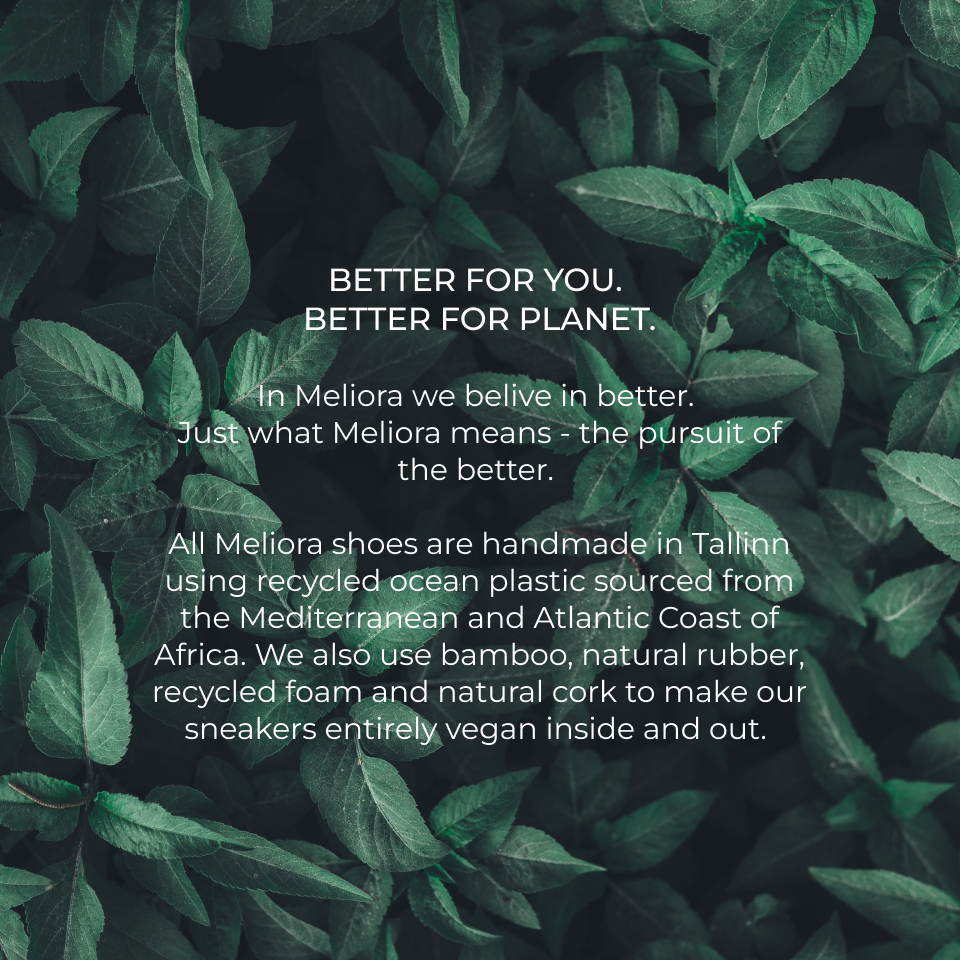 BETTER FOR YOU.
BETTER FOR PLANET.
In Meliora we belive in better.
Just what Meliora means - the pursuit of
the better.
All Meliora shoes are handmade in Tallinn
using recycled ocean plastic sourced from
the Mediterranean and Atlantic Coast of
Africa. We also use bamboo, natural rubber,
recycled foam and natural cork to make our
sneakers entirely vegan inside and out.